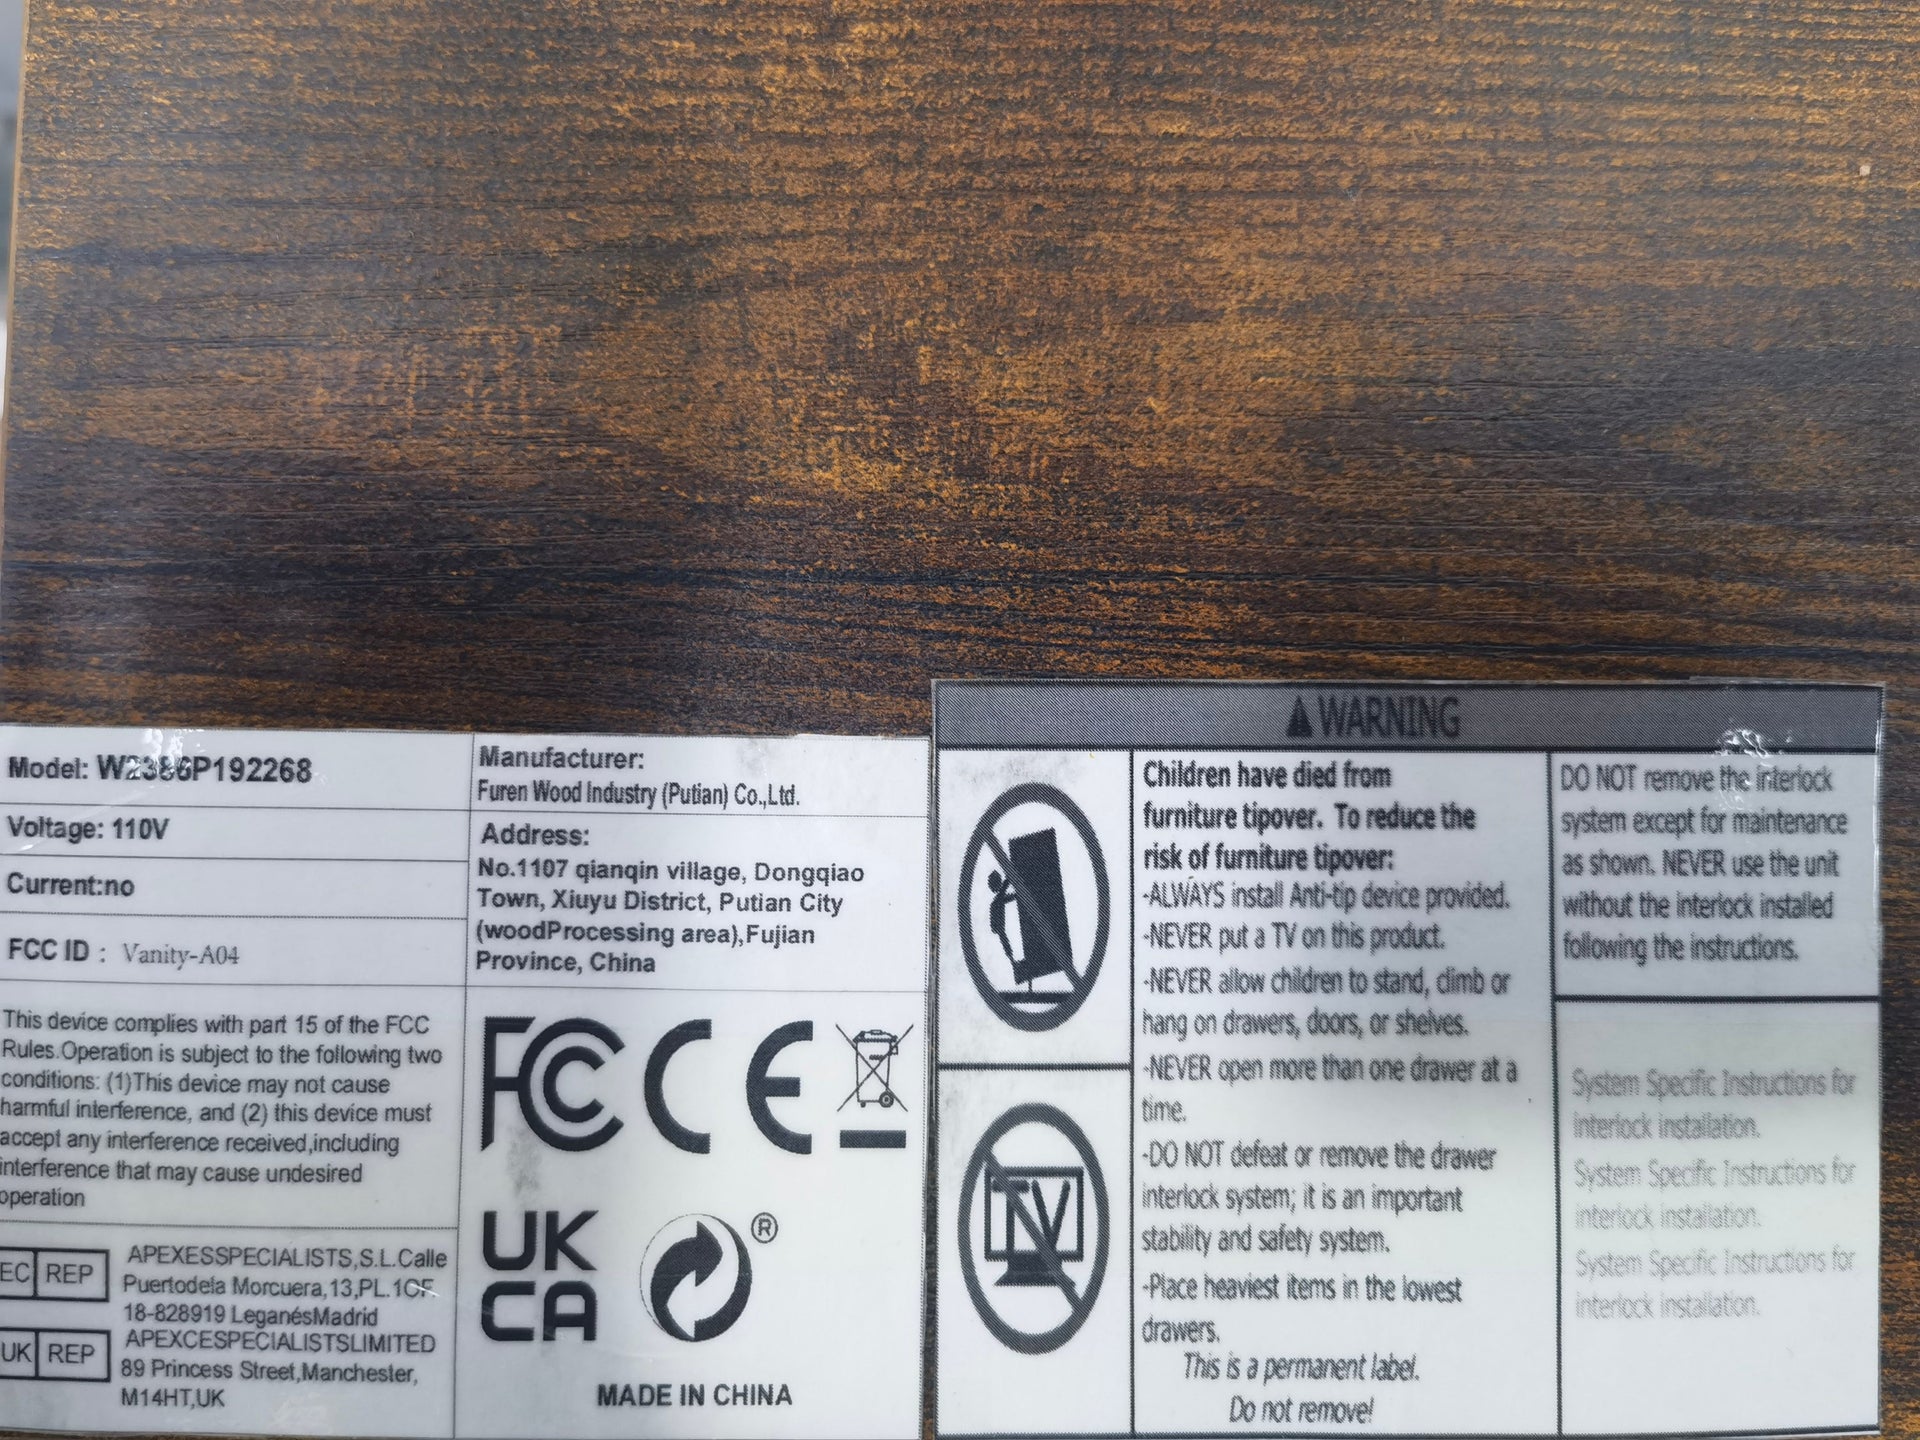 Model: W2386P192268
Voltage: 110V
Current:no
FCC ID : Vanity-A04
This device complies with part 15 of the FCC
Rules.Operation is subject to the following two
conditions: (1)This device may not cause
harmful interference, and (2) this device must
accept any interference received,including
interference that may cause undesired
operation
EC REP
APEXESSPECIALISTS,S.L.Calle
Puertodela Morcuera,13,PL.1CF
18-828919 LeganésMadrid
UK REP
APEXCESPECIALISTSLIMITED
89 Princess Street,Manchester,
M14HT,UK
Manufacturer:
Furen Wood Industry (Putian) Co.,Ltd.
Address:
No.1107 qianqin village, Dongqiao
Town, Xiuyu District, Putian City
(woodProcessing area),Fujian
Province, China
FC CE
UK
CA
®
MADE IN CHINA
WARNING
TV
Children have died from
furniture tipover. To reduce the
risk of furniture tipover:
-ALWAYS install Anti-tip device provided.
-NEVER put a TV on this product.
-NEVER allow children to stand, climb or
hang on drawers, doors, or shelves.
-NEVER open more than one drawer at a
time.
-DO NOT defeat or remove the drawer
interlock system; it is an important
stability and safety system.
-Place heaviest items in the lowest
drawers.
This is a permanent label.
Do not remove!
DO NOT remove the interlock
system except for maintenance
as shown. NEVER use the unit
without the interlock installed
following the instructions.
System Specific Instructions for
interlock installation.
System Specific Instructions for
interlock installation.
System Specific Instructions for
interlock installation.